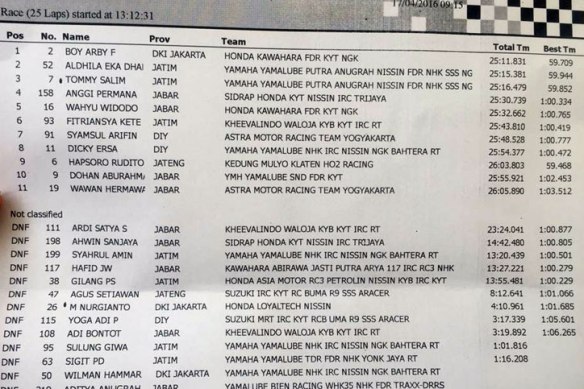 17/04/2016 09:15
Race (25 Laps) started at 13:12:31
Pos No. Name Prov Team Total Tm Best Tm
1 2 BOY ARBY F DKI JAKARTA HONDA KAWAHARA FDR KYT NGK 25:11.831 59.709
2 52 ALDHILA EKA DHAI JATIM YAMAHA YAMALUBE PUTRA ANUGRAH NISSIN FDR NHK SSS NG 25:15.381 59.944
3 7 TOMMY SALIM JATIM YAMAHA YAMALUBE PUTRA ANUGRAH NISSIN FDR NHK SSS NG 25:16.479 59.852
4 158 ANGGI PERMANA JABAR SIDRAP HONDA KYT NISSIN IRC TRIJAYA 25:30.739 1:00.334
5 16 WAHYU WIDODO JABAR HONDA KAWAHARA FDR KYT NGK 25:32.662 1:00.765
6 93 FITRIANSYA KETE JATIM KHEEVALINDO WALOJA KYB KYT IRC RT 25:43.810 1:00.419
7 91 SYAMSUL ARIFIN DIY ASTRA MOTOR RACING TEAM YOGYAKARTA 25:48.528 1:00.777
8 11 DICKY ERSA DIY YAMAHA YAMALUBE NHK IRC NISSIN NGK BAHTERA RT 25:54.377 1:00.472
9 6 HAPSORO RUDITO JATENG KEDUNG MULYO KLATEN HO2 RACING 26:03.803 59.468
10 9 DOHAN ABURAHM JABAR YMH YAMALUBE SND FDR KYT 25:55.921 1:02.453
11 19 WAWAN HERMAWA JABAR ASTRA MOTOR RACING TEAM YOGYAKARTA 26:05.890 1:03.512
Not classified
DNF 111 ARDI SATYA S JABAR KHEEVALINDO WALOJA KYB KYT IRC RT 23:24.041 1:00.877
DNF 198 AHWIN SANJAYA JABAR SIDRAP HONDA KYT NISSIN IRC TRIJAYA 14:42.480 1:00.805
DNF 199 SYAHRUL AMIN JATIM YAMAHA YAMALUBE NHK IRC NISSIN NGK BAHTERA RT 13:20.439 1:00.501
DNF 117 HAFID JW JABAR KAWAHARA ABIRAWA JASTI PUTRA ARYA 117 IRC RC3 NHK 13:27.221 1:00.279
DNF 38 GILANG PS JATIM HONDA ASIA MOTOR RC3 PETROLIN NISSIN KYB IRC KYT 13:55.481 1:00.229
DNF 47 AGUS SETIAWAN JATENG SUZUKI IRC KYT RC BUMA R9 SSS ARACER 8:12.641 1:01.066
DNF 26 M NURGIANTO DKI JAKARTA HONDA LOYALTECH NISSIN 4:10.961 1:01.685
DNF 115 YOGA ADI P DIY SUZUKI MRT IRC KYT RCB UMA R9 SSS ARACER 3:17.339 1:05.601
DNF 108 ADI BONTOT JABAR KHEEVALINDO WALOJA KYB KYT IRC RT 3:19.892 1:06.265
DNF 95 SULUNG GIWA JATIM YAMAHA YAMALUBE NHK IRC NISSIN NGK BAHTERA RT 1:01.816
DNF 63 SIGIT PD JATIM YAMAHA YAMALUBE TDR FDR NHK YONK JAYA RT 1:16.208
DNF 50 WILMAN HAMMAR DKI JAKARTA YAMAHA YAMALUBE NHK IRC NISSIN NGK BAHTERA RT
ADITYA ANUGRAH JABAR YAMALUBE BIEN RACING WHK35 NHK FDR TRAXX-DRRS